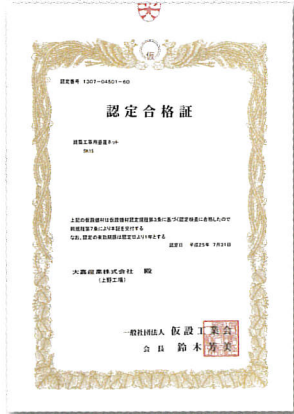 認定番号 1307-04501-60
認定合格証
建築工事用垂直ネット
上記の仮設機材は仮設機材認定規程第3条に基づく認定検査に合格したので
同規程第7条により本証を交付する
なお、認定の有効期限は認定日より1年とする
認定日 平成25年 7月31日
大嘉産業株式会社 殿
(上野工場)
一般社団法人 仮設工業会
会長 鈴木芳美